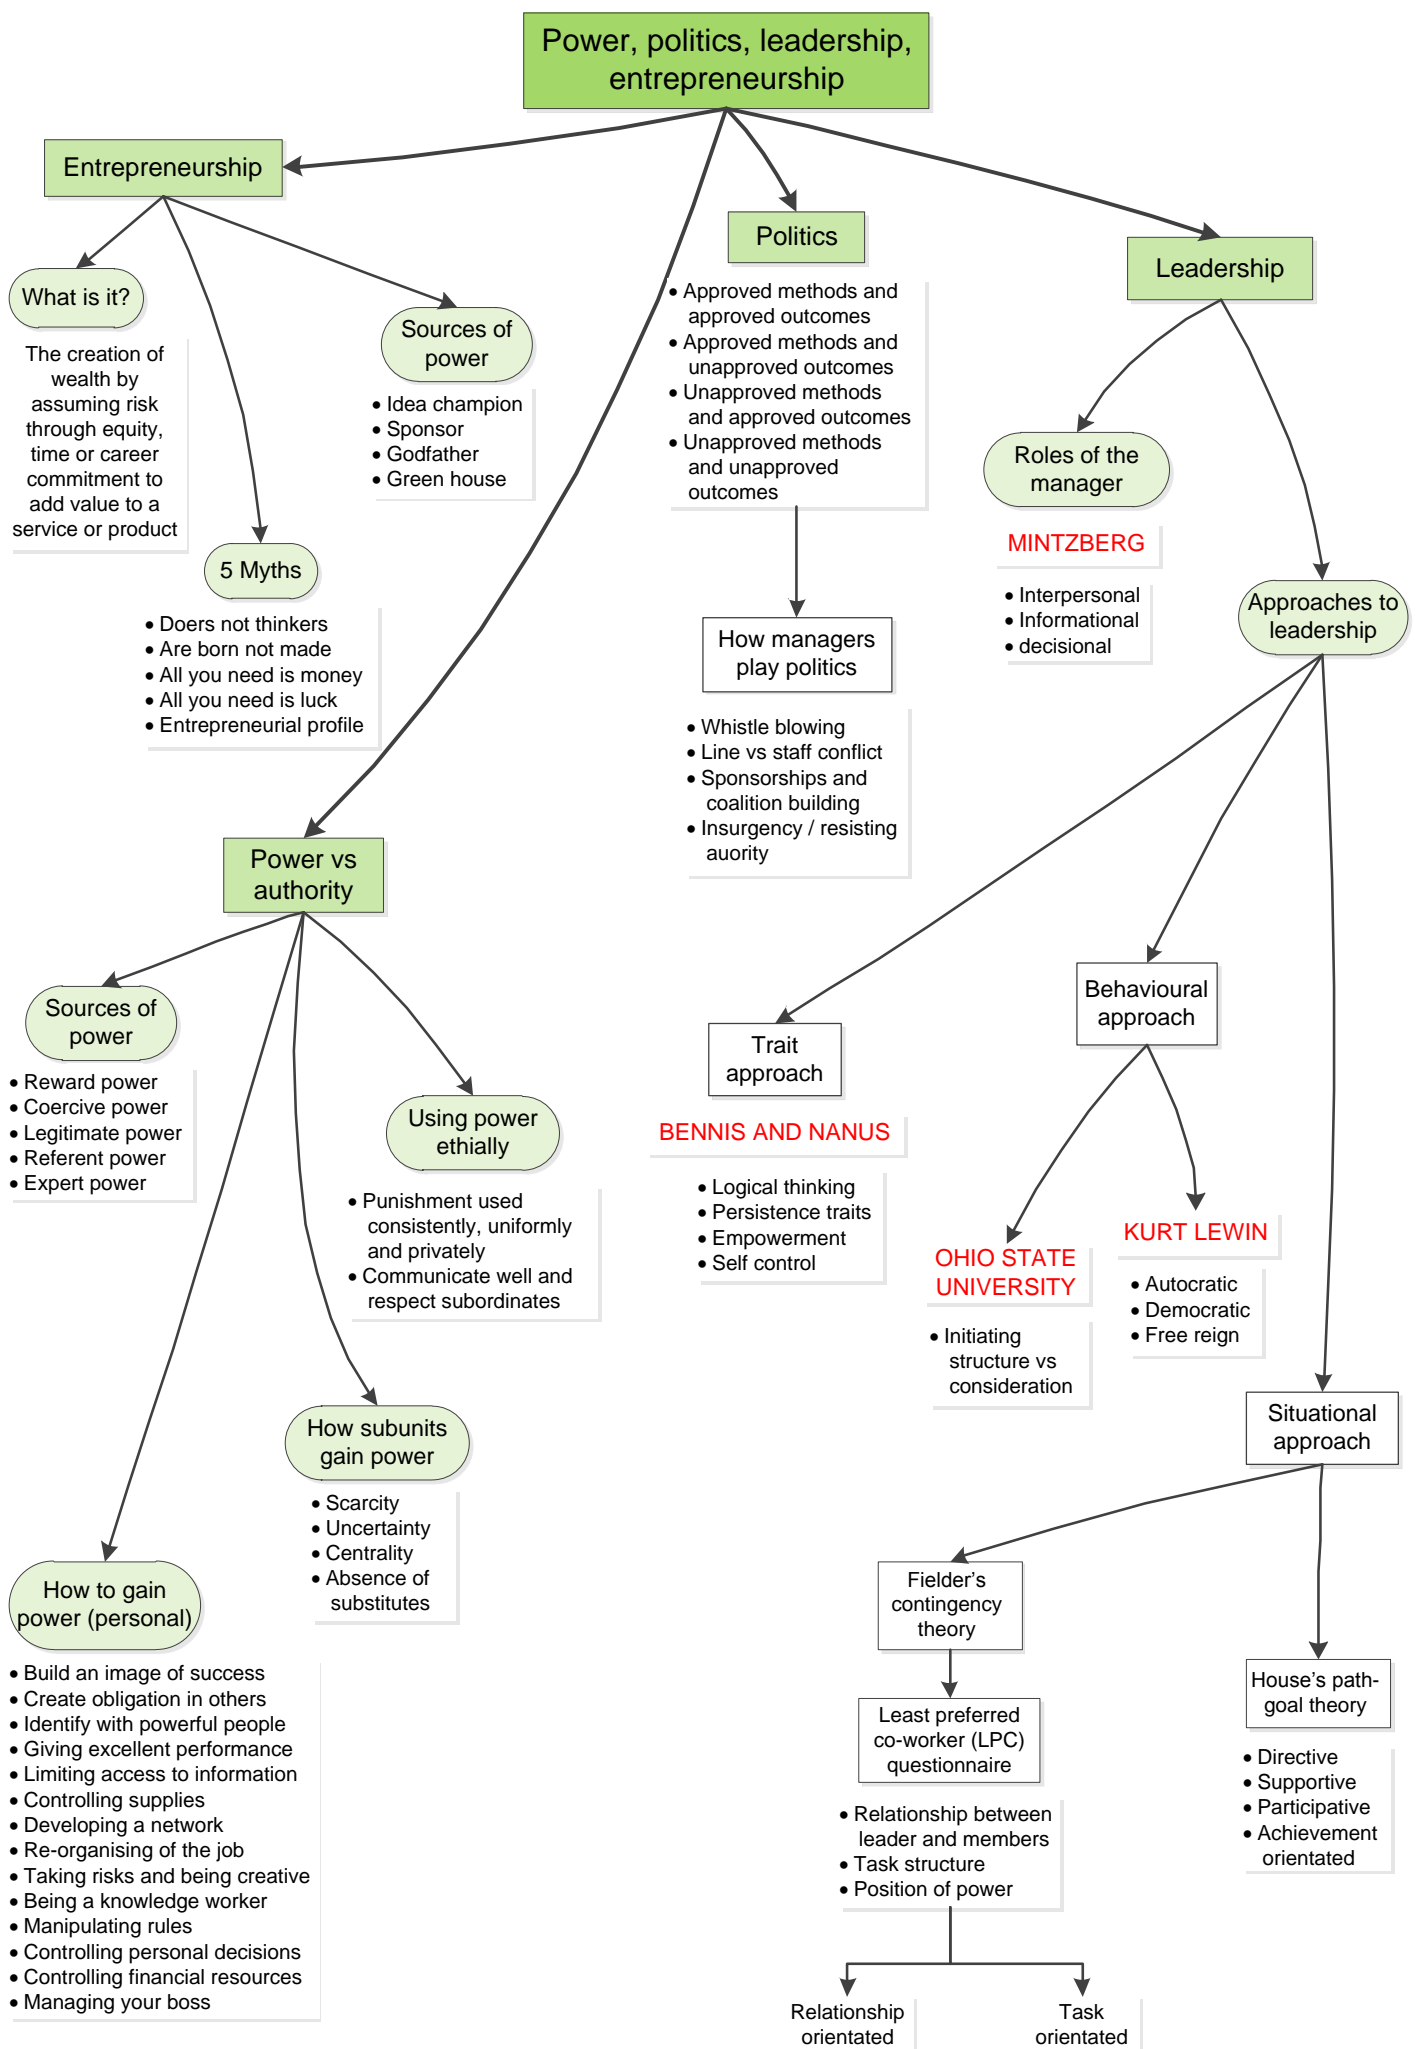 Power, politics, leadership,
entrepreneurship
Entrepreneurship
What is it?
The creation of
wealth by
assuming risk
through equity,
time or career
commitment to
add value to a
service or product
Sources of
power
• Idea champion
• Sponsor
• Godfather
• Green house
5 Myths
• Doers not thinkers
• Are born not made
• All you need is money
• All you need is luck
• Entrepreneurial profile
Politics
• Approved methods and
approved outcomes
• Approved methods and
unapproved outcomes
• Unapproved methods
and approved outcomes
• Unapproved methods
and unapproved
outcomes
How managers
play politics
• Whistle blowing
• Line vs staff conflict
• Sponsorships and
coalition building
• Insurgency / resisting
auority
Leadership
Roles of the
manager
MINTZBERG
• Interpersonal
• Informational
• decisional
Approaches to
leadership
Power vs
authority
Sources of
power
• Reward power
• Coercive power
• Legitimate power
• Referent power
• Expert power
Using power
ethially
• Punishment used
consistently, uniformly
and privately
• Communicate well and
respect subordinates
How subunits
gain power
• Scarcity
• Uncertainty
• Centrality
• Absence of
substitutes
How to gain
power (personal)
• Build an image of success
• Create obligation in others
• Identify with powerful people
• Giving excellent performance
• Limiting access to information
• Controlling supplies
• Developing a network
• Re-organising of the job
• Taking risks and being creative
• Being a knowledge worker
• Manipulating rules
• Controlling personal decisions
• Controlling financial resources
• Managing your boss
Trait
approach
BENNIS AND NANUS
• Logical thinking
• Persistence traits
• Empowerment
• Self control
Behavioural
approach
OHIO STATE
UNIVERSITY
• Initiating
structure vs
consideration
KURT LEWIN
• Autocratic
• Democratic
• Free reign
Situational
approach
Fielder's
contingency
theory
Least preferred
co-worker (LPC)
questionnaire
• Relationship between
leader and members
• Task structure
• Position of power
Relationship
orientated
Task
orientated
House's path-
goal theory
• Directive
• Supportive
• Participative
• Achievement
orientated